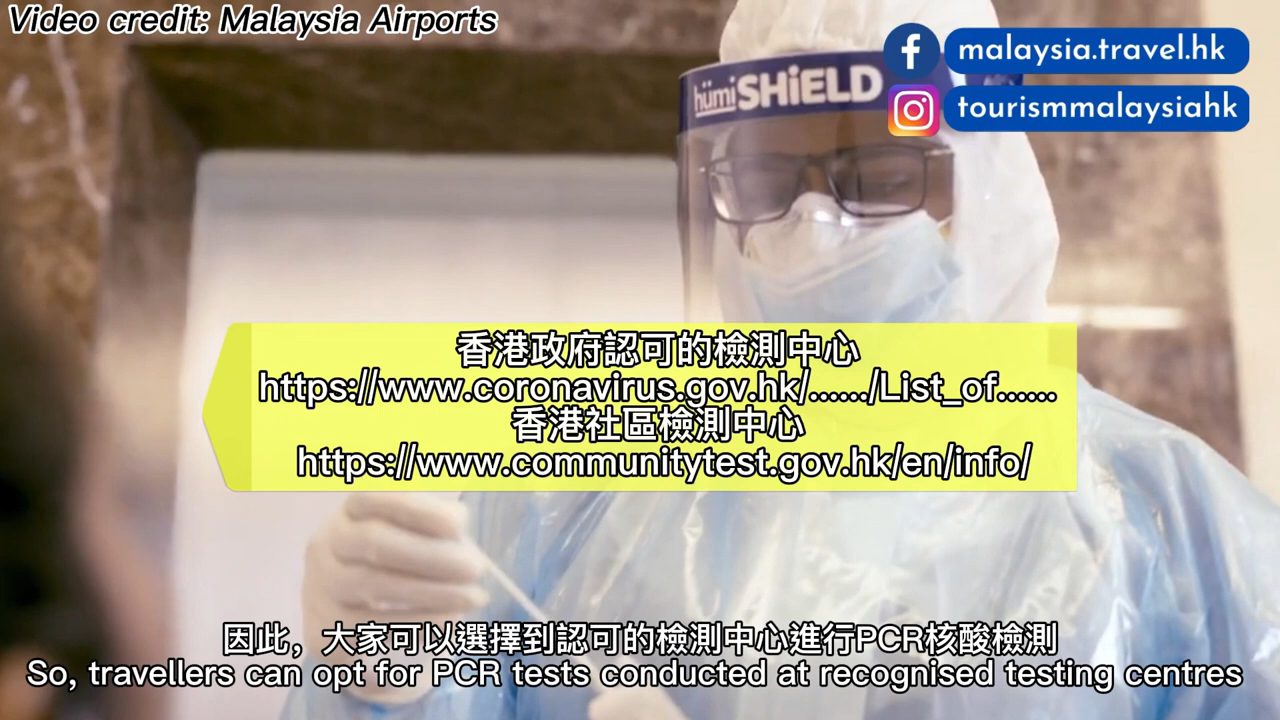 Video credit: Malaysia Airports
malaysia.travel.hk
hümiSHiELD
tourismmalaysiahk
香港政府認可的檢測中心
https://www.coronavirus.gov.hk/....../List_of......
香港社區檢測中心
https://www.communitytest.gov.hk/en/info/
因此，大家可以選擇到認可的檢測中心進行PCR核酸檢測
So, travellers can opt for PCR tests conducted at recognised testing centres